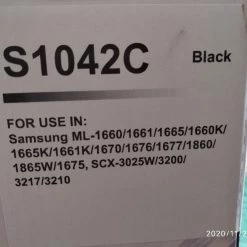 S1042C
Black
FOR USE IN:
Samsung ML-1660/1661/1665/1660K/
1665K/1661K/1670/1676/1677/1860/
1865W/1675, SCX-3025W/3200/
3217/3210